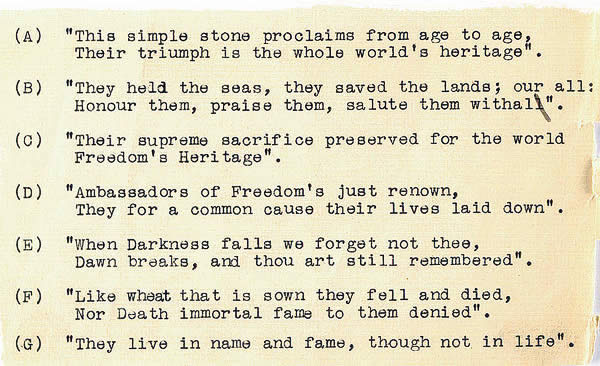 (A) "This simple stone proclaims from age to age,
Their triumph is the whole world's heritage".
(B) "They held the seas, they saved the lands; our all:
Honour them, praise them, salute them withal".
(C) "Their supreme sacrifice preserved for the world
Freedom's Heritage".
(D) "Ambassadors of Freedom's just renown,
They for a common cause their lives laid down".
(E) "When Darkness falls we forget not thee,
Dawn breaks, and thou art still remembered".
(F) "Like wheat that is sown they fell and died,
Nor Death immortal fame to them denied".
(G) "They live in name and fame, though not in life".